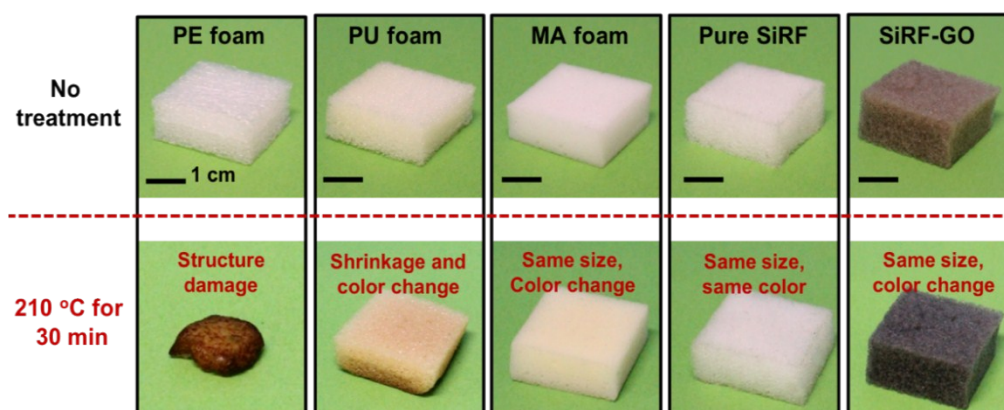 PE foam
PU foam
MA foam
Pure SiRF
SiRF-GO
No
treatment
1 cm
210 °C for
30 min
Structure
damage
Shrinkage and
color change
Same size,
Color change
Same size,
same color
Same size,
color change